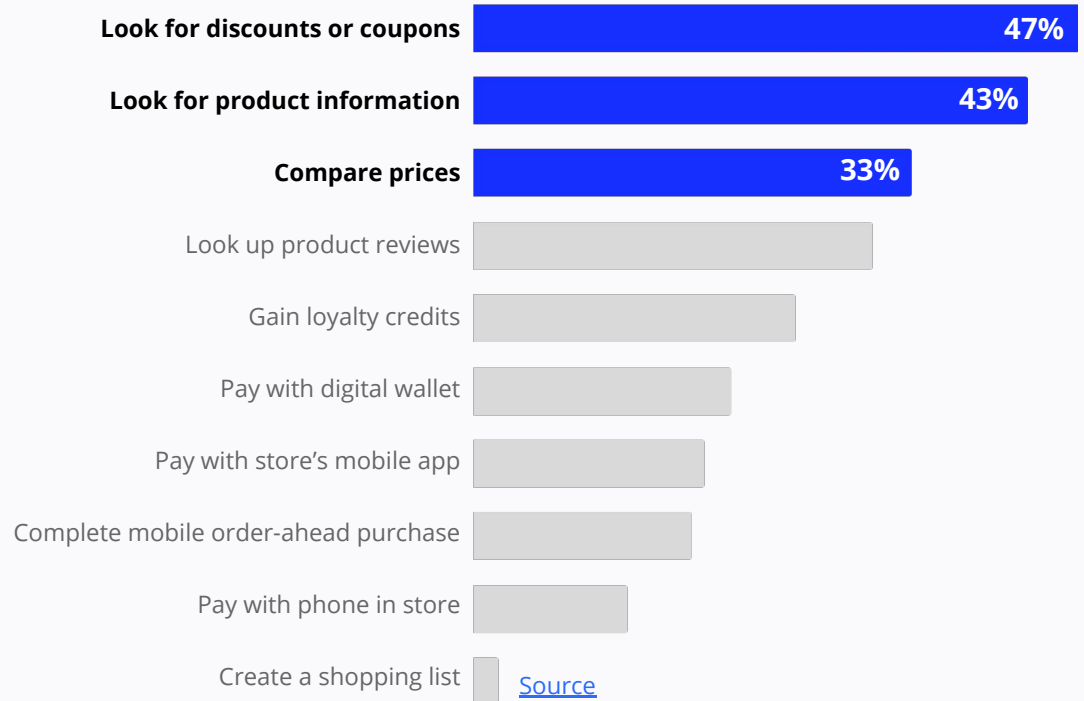 Look for discounts or coupons 47%
Look for product information 43%
Compare prices 33%
Look up product reviews
Gain loyalty credits
Pay with digital wallet
Pay with store’s mobile app
Complete mobile order-ahead purchase
Pay with phone in store
Create a shopping list Source